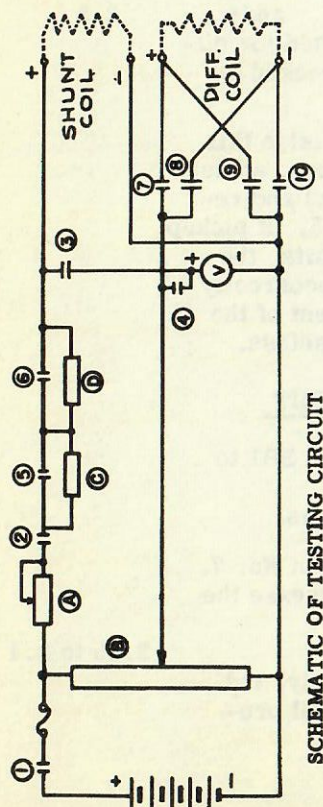 +
SHUNT
COIL
-
+
DIFF.
COIL
-
1
2
3
4
5
6
7
8
9
10
A
B
C
D
+
V
-
+
-
SCHEMATIC OF TESTING CIRCUIT